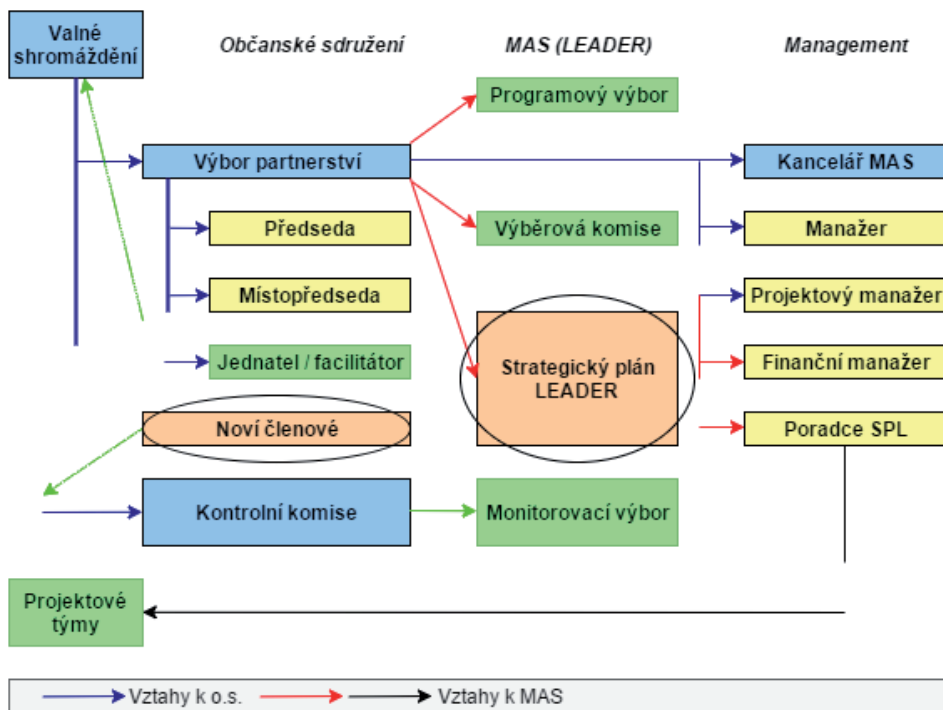 Valné
shromáždění
Občanské sdružení
MAS (LEADER)
Management
Programový výbor
Výbor partnerství
Kancelář MAS
Předseda
Výběrová komise
Manažer
Místopředseda
Projektový manažer
Jednatel / facilitátor
Strategický plán
LEADER
Finanční manažer
Noví členové
Poradce SPL
Kontrolní komise
Monitorovací výbor
Projektové
týmy
Vztahy k o.s.
Vztahy k MAS